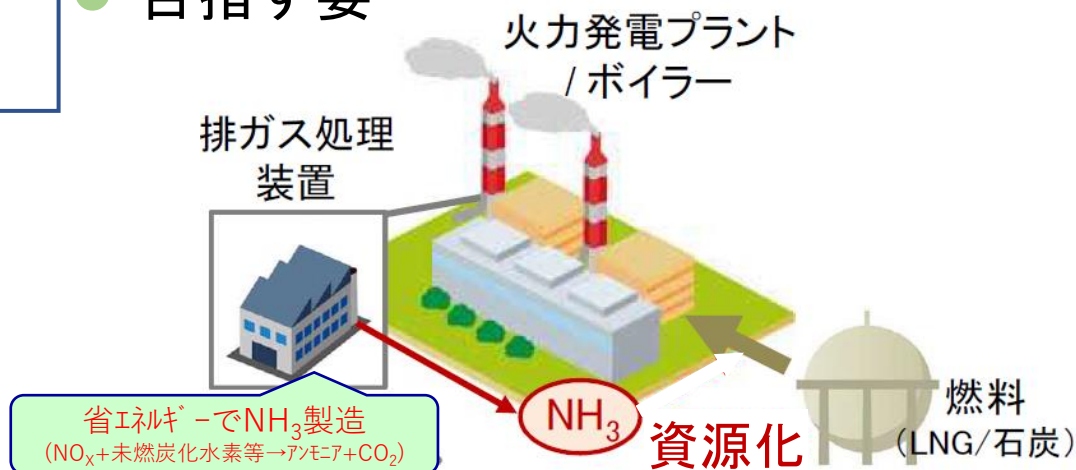 ● 目指す姿
火力発電プラント
/ ボイラー
排ガス処理
装置
省ｴﾈﾙｷﾞｰでNH₃製造
(NOₓ+未燃炭化水素等→ｱﾝﾓﾆｱ+CO₂)
NH₃
資源化
燃料
(LNG/石炭)